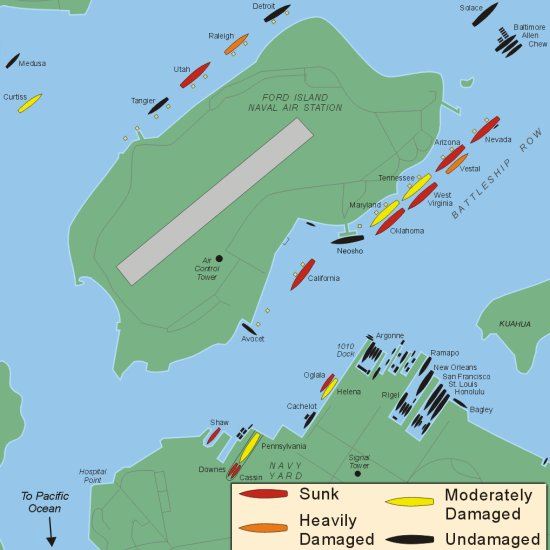 Detroit
Solace
Raleigh
Baltimore
Allen
Chew
Medusa
Utah
Curtiss
Tangier
FORD ISLAND
NAVAL AIR STATION
Nevada
Arizona
Vestal
BATTLESHIP ROW
Tennessee
West
Virginia
Maryland
Oklahoma
Neosho
Air
Control
Tower
California
KUAHUA
Avocet
Argonne
1010
Dock
Ramapo
New Orleans
San Francisco
St. Louis
Honolulu
Oglala
Helena
Rigel
Bagley
Cachelot
Shaw
Pennsylvania
Signal
Tower
Downes
Cassin
NAVY
YARD
Hospital
Point
To Pacific
Ocean
Sunk
Heavily
Damaged
Moderately
Damaged
Undamaged